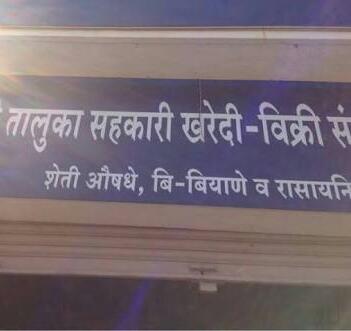 तालुका सहकारी खरेदी-विक्री सं
शेती औषधे, बि-बियाणे व रासायनि